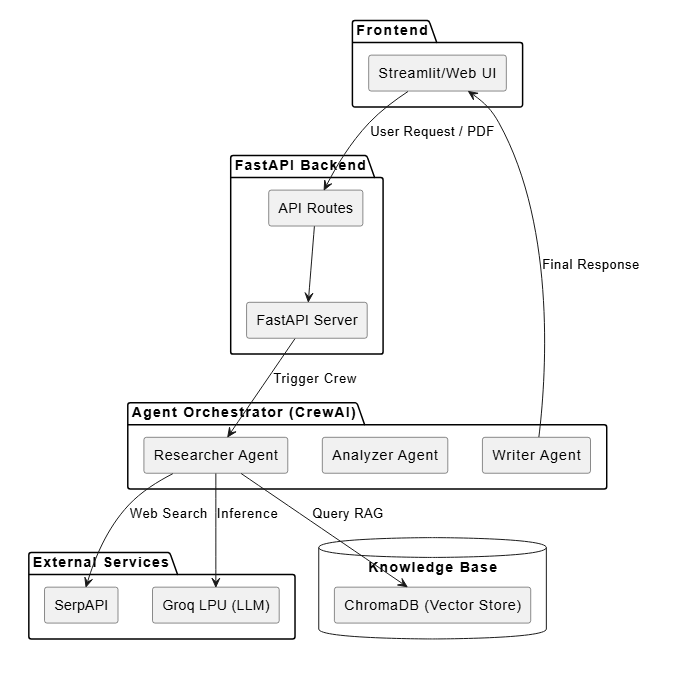 Frontend
Streamlit/Web UI
User Request / PDF
FastAPI Backend
API Routes
Final Response
FastAPI Server
Trigger Crew
Agent Orchestrator (CrewAI)
Researcher Agent
Analyzer Agent
Writer Agent
Web Search
Inference
Query RAG
External Services
Knowledge Base
SerpAPI
Groq LPU (LLM)
ChromaDB (Vector Store)